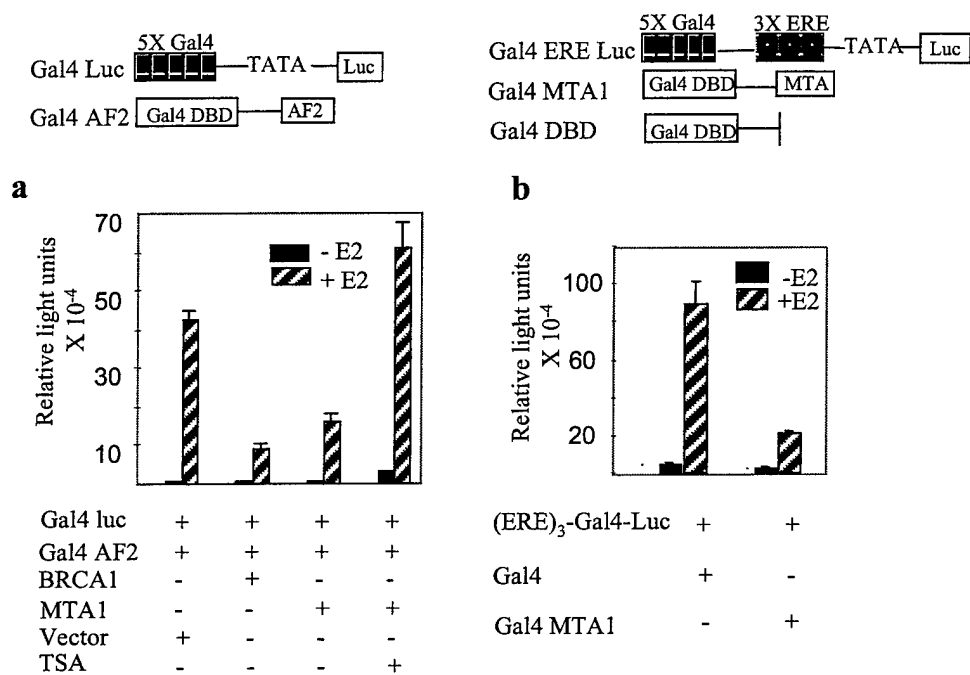 5X Gal4
Gal4 Luc TATA Luc
Gal4 AF2 Gal4 DBD AF2
5X Gal4 3X ERE
Gal4 ERE Luc TATA Luc
Gal4 MTA1 Gal4 DBD MTA
Gal4 DBD Gal4 DBD
a
70
50
30
10
Relative light units
X 10-4
- E2
+ E2
Gal4 luc + + + +
Gal4 AF2 + + + +
BRCA1 - + - -
MTA1 - - + +
Vector + - - -
TSA - - - +
b
100
60
20
Relative light units
X 10-4
-E2
+E2
(ERE)3-Gal4-Luc + +
Gal4 + -
Gal4 MTA1 - +